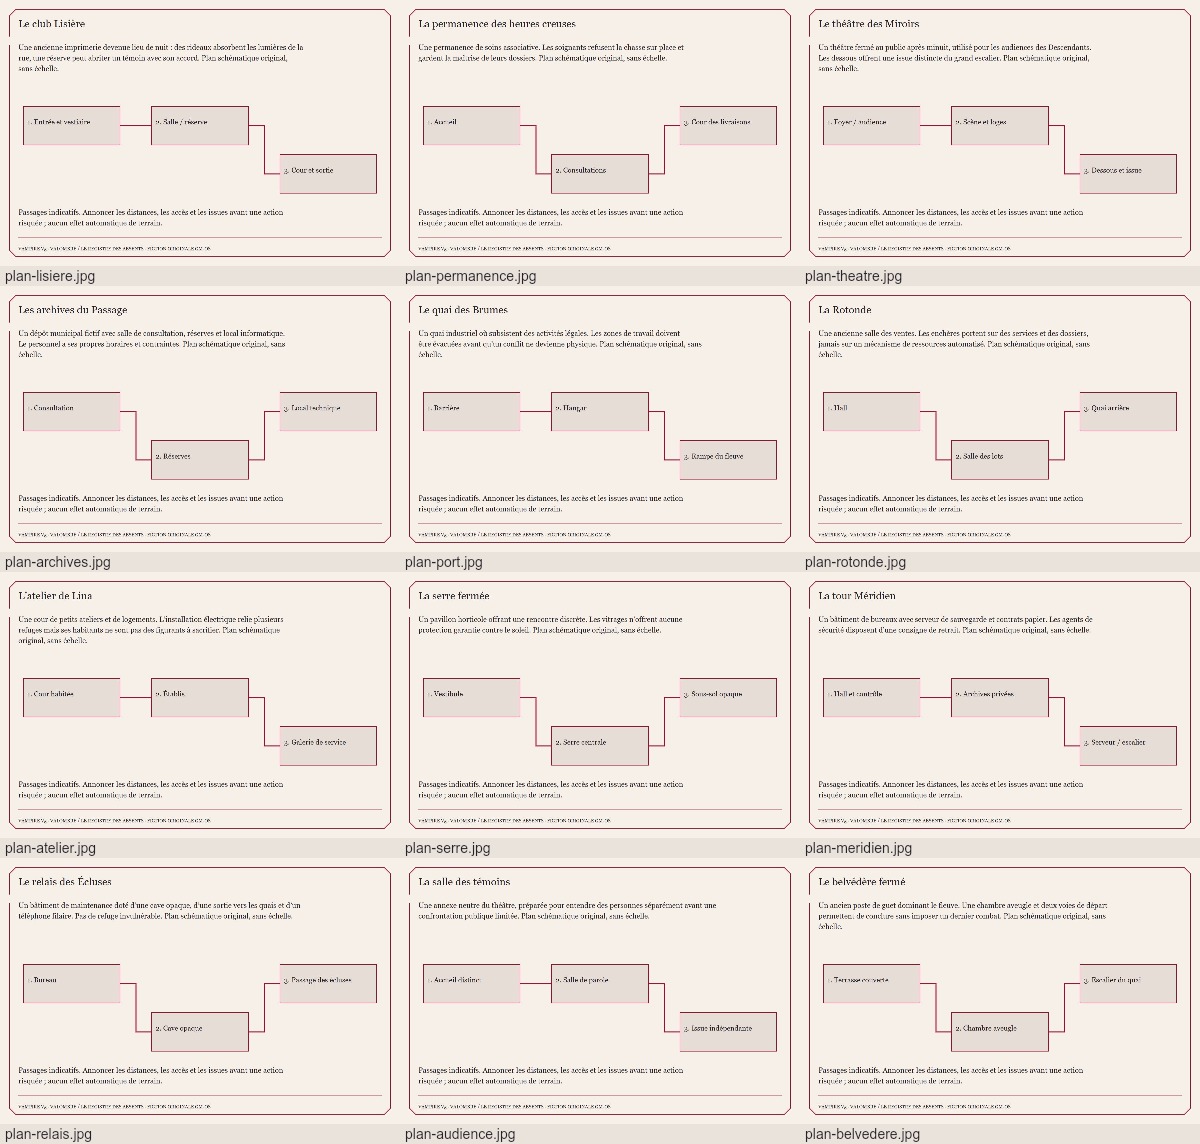 Le club Lisière
Une ancienne imprimerie devenue lieu de nuit : des rideaux absorbent les lumières de la
rue, une réserve peut abriter un témoin avec son accord. Plan schématique original,
sans échelle.
1. Entrée et vestiaire
2. Salle / réserve
3. Cour et sortie
Passages indicatifs. Annoncer les distances, les accès et les issues avant une action
risquée ; aucun effet automatique de terrain.
plan-lisiere.jpg
La permanence des heures creuses
Une permanence de soins associative. Les soignants refusent la chasse sur place et
gardent la maîtrise de leurs dossiers. Plan schématique original, sans échelle.
1. Accueil
2. Consultations
3. Cour des livraisons
Passages indicatifs. Annoncer les distances, les accès et les issues avant une action
risquée ; aucun effet automatique de terrain.
plan-permanence.jpg
Le théâtre des Miroirs
Un théâtre fermé au public après minuit, utilisé pour les audiences des Descendants.
Les dessous offrent une issue distincte du grand escalier. Plan schématique original,
sans échelle.
1. Foyer / audience
2. Scène et loges
3. Dessous et issue
Passages indicatifs. Annoncer les distances, les accès et les issues avant une action
risquée ; aucun effet automatique de terrain.
plan-theatre.jpg
Les archives du Passage
Un dépôt municipal fictif avec salle de consultation, réserves et local informatique.
Le personnel a ses propres horaires et contraintes. Plan schématique original, sans
échelle.
1. Consultation
2. Réserves
3. Local technique
Passages indicatifs. Annoncer les distances, les accès et les issues avant une action
risquée ; aucun effet automatique de terrain.
plan-archives.jpg
Le quai des Brumes
Un quai industriel où subsistent des activités légales. Les zones de travail doivent
être évacuées avant qu'un conflit ne devienne physique. Plan schématique original, sans
échelle.
1. Barrière
2. Hangar
3. Rampe du fleuve
Passages indicatifs. Annoncer les distances, les accès et les issues avant une action
risquée ; aucun effet automatique de terrain.
plan-port.jpg
La Rotonde
Une ancienne salle des ventes. Les enchères portent sur des services et des dossiers,
jamais sur un mécanisme de ressources automatisé. Plan schématique original, sans
échelle.
1. Hall
2. Salle des lots
3. Quai arrière
Passages indicatifs. Annoncer les distances, les accès et les issues avant une action
risquée ; aucun effet automatique de terrain.
plan-rotonde.jpg
L'atelier de Lina
Une cour de petits ateliers et de logements. L'installation électrique relie plusieurs
refuges mais ses habitants ne sont pas des figurants à sacrifier. Plan schématique
original, sans échelle.
1. Cour habitée
2. Établis
3. Galerie de service
Passages indicatifs. Annoncer les distances, les accès et les issues avant une action
risquée ; aucun effet automatique de terrain.
plan-atelier.jpg
La serre fermée
Un pavillon horticole offrant une rencontre discrète. Les vitrages n'offrent aucune
protection garantie contre le soleil. Plan schématique original, sans échelle.
1. Vestibule
2. Serre centrale
3. Sous-sol opaque
Passages indicatifs. Annoncer les distances, les accès et les issues avant une action
risquée ; aucun effet automatique de terrain.
plan-serre.jpg
La tour Méridien
Un bâtiment de bureaux avec serveur de sauvegarde et contrats papier. Les agents de
sécurité disposent d'une consigne de retrait. Plan schématique original, sans échelle.
1. Hall et contrôle
2. Archives privées
3. Serveur / escalier
Passages indicatifs. Annoncer les distances, les accès et les issues avant une action
risquée ; aucun effet automatique de terrain.
plan-meridien.jpg
Le relais des Écluses
Un bâtiment de maintenance doté d'une cave opaque, d'une sortie vers les quais et d'un
téléphone filaire. Pas de refuge invulnérable. Plan schématique original, sans échelle.
1. Bureau
2. Cave opaque
3. Passage des écluses
Passages indicatifs. Annoncer les distances, les accès et les issues avant une action
risquée ; aucun effet automatique de terrain.
plan-relais.jpg
La salle des témoins
Une annexe neutre du théâtre, préparée pour entendre des personnes séparément avant une
confrontation publique limitée. Plan schématique original, sans échelle.
1. Accueil distinct
2. Salle de parole
3. Issue indépendante
Passages indicatifs. Annoncer les distances, les accès et les issues avant une action
risquée ; aucun effet automatique de terrain.
plan-audience.jpg
Le belvédère fermé
Un ancien poste de guet dominant le fleuve. Une chambre aveugle et deux voies de départ
permettent de conclure sans imposer un dernier combat. Plan schématique original, sans
échelle.
1. Terrasse couverte
2. Chambre aveugle
3. Escalier du quai
Passages indicatifs. Annoncer les distances, les accès et les issues avant une action
risquée ; aucun effet automatique de terrain.
plan-belvedere.jpg